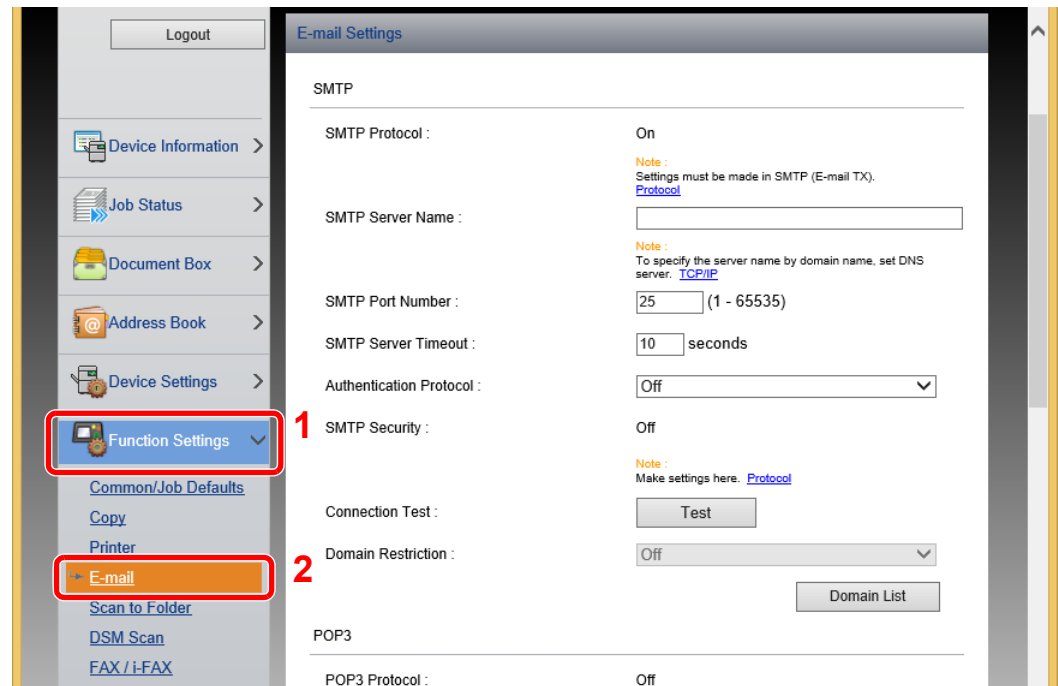 Logout
Device Information
Job Status
Document Box
Address Book
Device Settings
1
Function Settings
Common/Job Defaults
Copy
Printer
2
E-mail
Scan to Folder
DSM Scan
FAX / i-FAX
E-mail Settings
SMTP
SMTP Protocol : On
Note :
Settings must be made in SMTP (E-mail TX).
Protocol
SMTP Server Name :
Note :
To specify the server name by domain name, set DNS
server. TCP/IP
SMTP Port Number : 25 (1 - 65535)
SMTP Server Timeout : 10 seconds
Authentication Protocol : Off
SMTP Security : Off
Note :
Make settings here. Protocol
Connection Test : Test
Domain Restriction : Off
Domain List
POP3
POP3 Protocol : Off